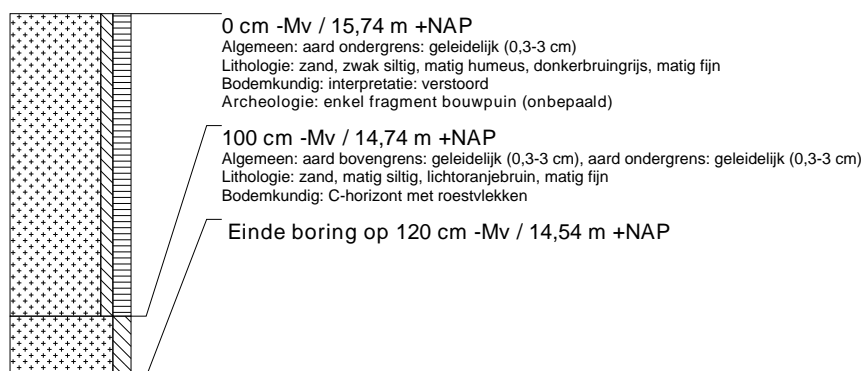 0 cm -Mv / 15,74 m +NAP
Algemeen: aard ondergrens: geleidelijk (0,3-3 cm)
Lithologie: zand, zwak siltig, matig humeus, donkerbruingrijs, matig fijn
Bodemkundig: interpretatie: verstoord
Archeologie: enkel fragment bouwpuin (onbepaald)
100 cm -Mv / 14,74 m +NAP
Algemeen: aard bovengrens: geleidelijk (0,3-3 cm), aard ondergrens: geleidelijk (0,3-3 cm)
Lithologie: zand, matig siltig, lichtoranjebruin, matig fijn
Bodemkundig: C-horizont met roestvlekken
Einde boring op 120 cm -Mv / 14,54 m +NAP